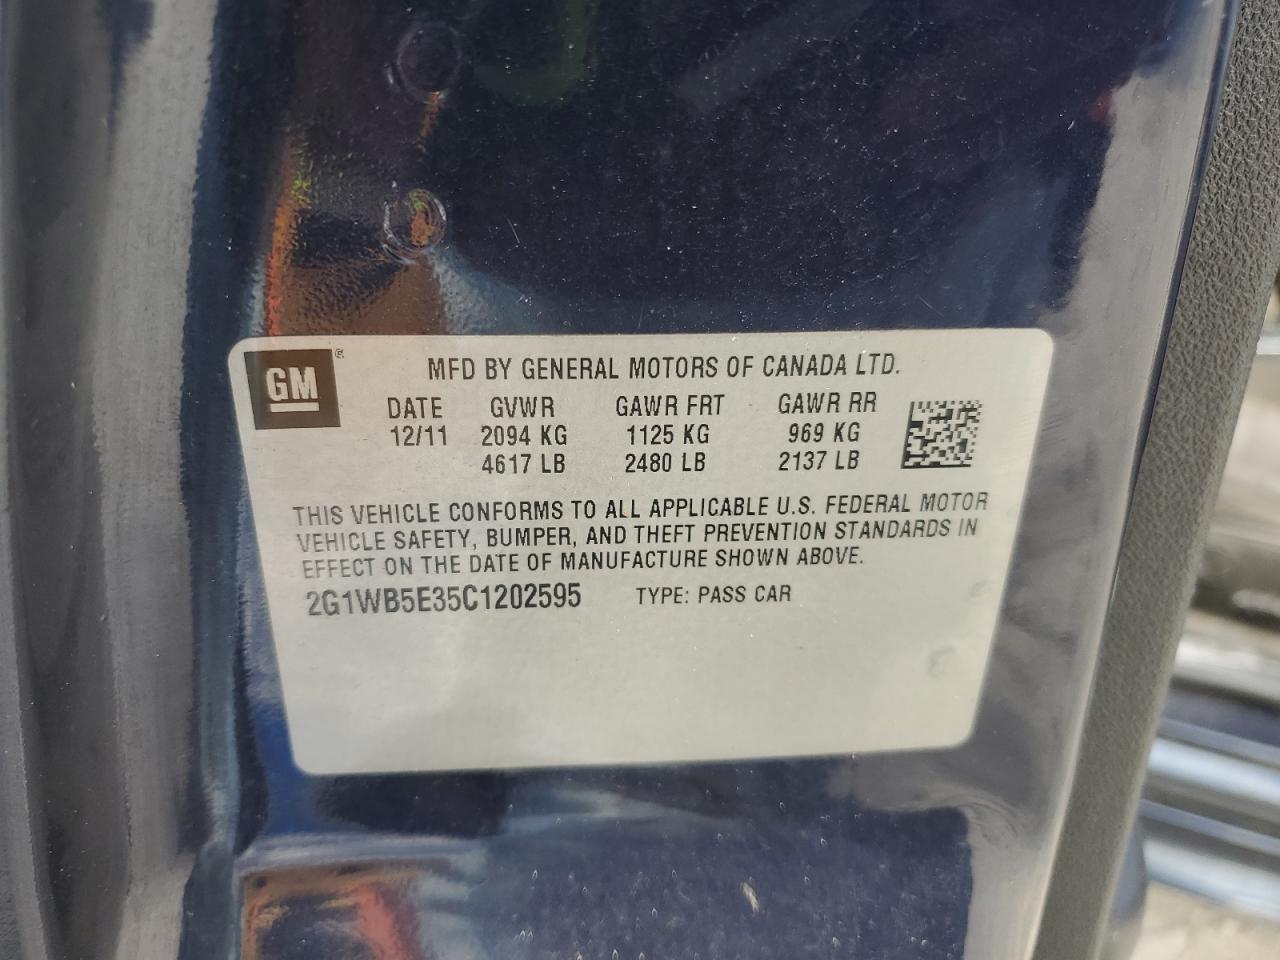 GM
MFD BY GENERAL MOTORS OF CANADA LTD.
DATE GVWR GAWR FRT GAWR RR
12/11 2094 KG 1125 KG 969 KG
4617 LB 2480 LB 2137 LB
THIS VEHICLE CONFORMS TO ALL APPLICABLE U.S. FEDERAL MOTOR
VEHICLE SAFETY, BUMPER, AND THEFT PREVENTION STANDARDS IN
EFFECT ON THE DATE OF MANUFACTURE SHOWN ABOVE.
2G1WB5E35C1202595 TYPE: PASS CAR